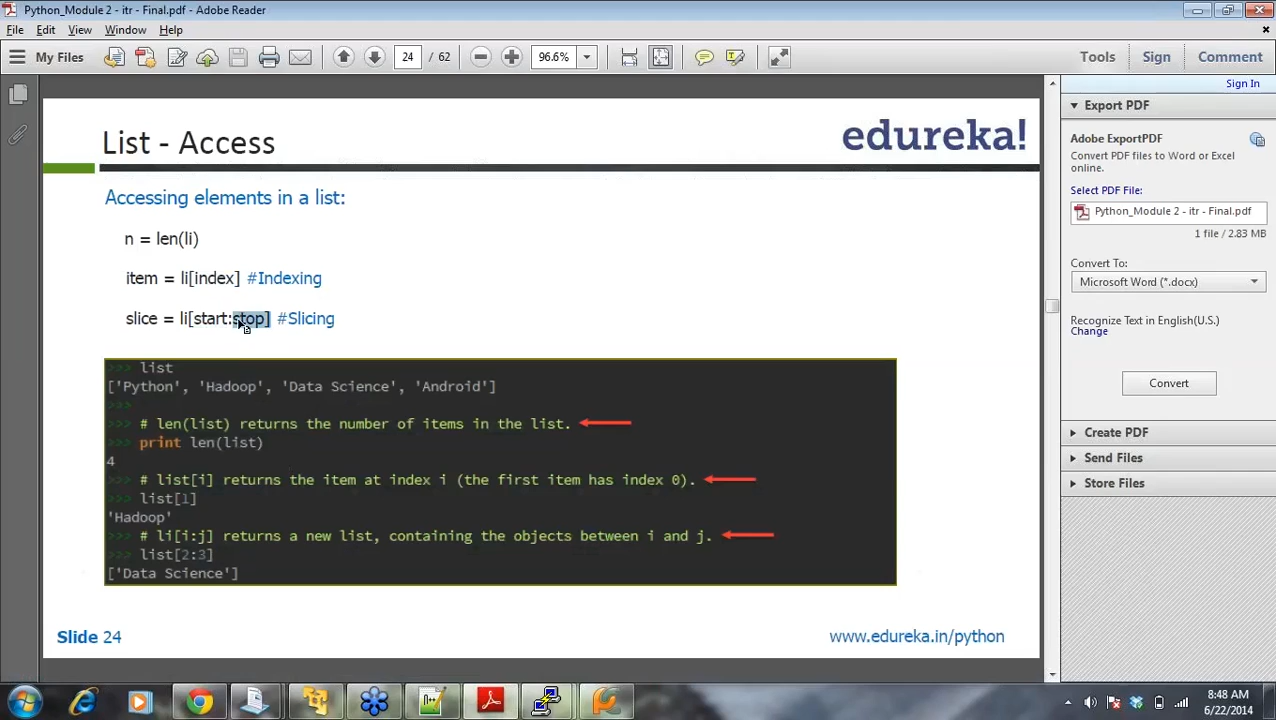 Python_Module 2 - itr - Final.pdf - Adobe Reader
File Edit View Window Help
My Files 24 / 62 96.6% Tools Sign Comment
Sign In
List - Access
edureka!
Accessing elements in a list:
n = len(li)
item = li[index] #Indexing
slice = li[start:stop] #Slicing
>>> list
['Python', 'Hadoop', 'Data Science', 'Android']
>>>
>>> # len(list) returns the number of items in the list.
>>> print len(list)
4
>>> # list[i] returns the item at index i (the first item has index 0).
>>> list[1]
'Hadoop'
>>> # li[i:j] returns a new list, containing the objects between i and j.
>>> list[2:3]
['Data Science']
Slide 24
www.edureka.in/python
Export PDF
Adobe ExportPDF
Convert PDF files to Word or Excel
online.
Select PDF File:
Python_Module 2 - itr - Final.pdf
1 file / 2.83 MB
Convert To:
Microsoft Word (*.docx)
Recognize Text in English(U.S.)
Change
Convert
Create PDF
Send Files
Store Files
8:48 AM
6/22/2014